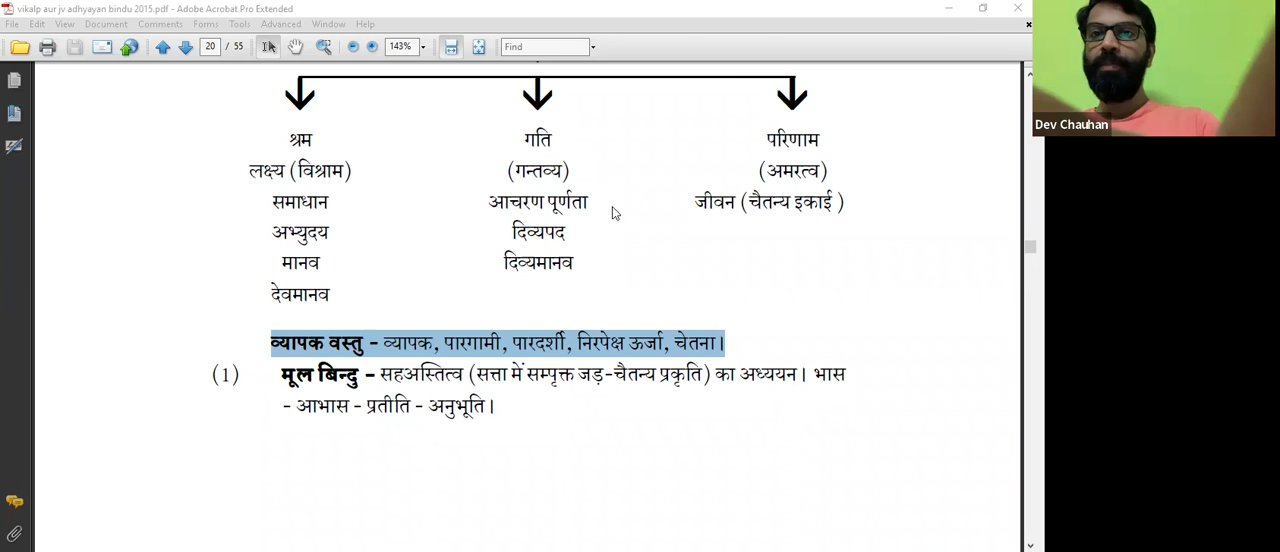 vikalp aur jv adhyayan bindu 2015.pdf - Adobe Acrobat Pro Extended
File Edit View Document Comments Forms Tools Advanced Window Help
20 / 55 143% Find
श्रम गति परिणाम
लक्ष्य (विश्राम) (गन्तव्य) (अमरत्व)
समाधान आचरण पूर्णता जीवन (चैतन्य इकाई )
अभ्युदय दिव्यपद
मानव दिव्यमानव
देवमानव
व्यापक वस्तु - व्यापक, पारगामी, पारदर्शी, निरपेक्ष ऊर्जा, चेतना।
(1) मूल बिन्दु - सहअस्तित्व (सत्ता में सम्पृक्त जड़-चैतन्य प्रकृति) का अध्ययन। भास
- आभास - प्रतीति - अनुभूति।
Dev Chauhan